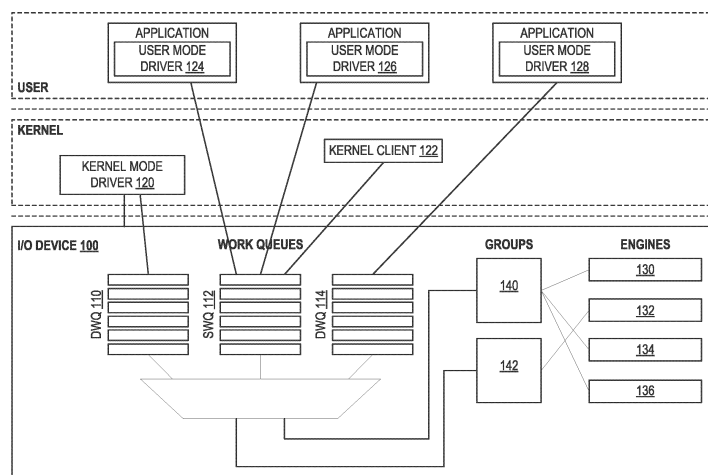 APPLICATION
USER MODE
DRIVER 124
APPLICATION
USER MODE
DRIVER 126
APPLICATION
USER MODE
DRIVER 128
USER
KERNEL
KERNEL MODE
DRIVER 120
KERNEL CLIENT 122
I/O DEVICE 100
WORK QUEUES
GROUPS
ENGINES
DWQ 110
SWQ 112
DWQ 114
140
142
130
132
134
136